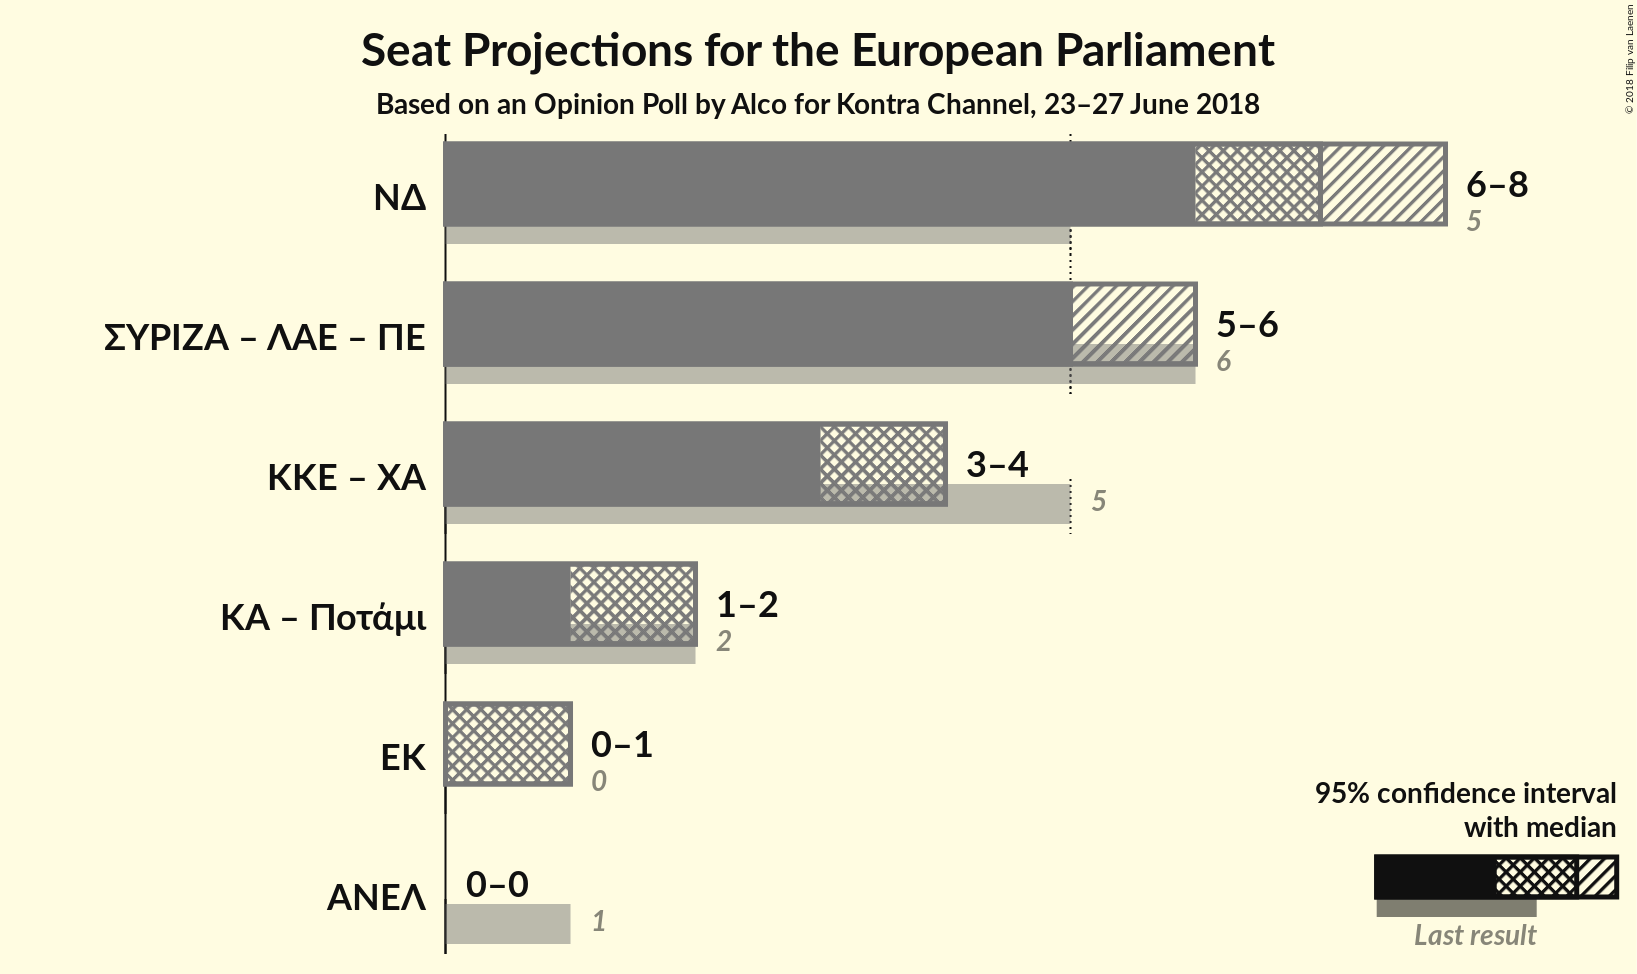 Seat Projections for the European Parliament
Based on an Opinion Poll by Alco for Kontra Channel, 23–27 June 2018
© 2018 Filip van Laenen
ΝΔ
6–8
5
ΣΥΡΙΖΑ – ΛΑΕ – ΠΕ
5–6
6
ΚΚΕ – ΧΑ
3–4
5
ΚΑ – Ποτάμι
1–2
2
ΕΚ
0–1
0
ΑΝΕΛ
0–0
1
95% confidence interval
with median
Last result